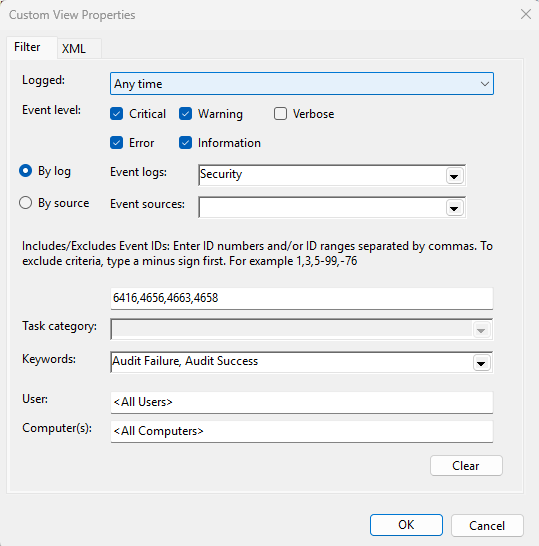 Custom View Properties
Filter XML
Logged: Any time
Event level: Critical Warning Verbose
Error Information
By log Event logs: Security
By source Event sources:
Includes/Excludes Event IDs: Enter ID numbers and/or ID ranges separated by commas. To
exclude criteria, type a minus sign first. For example 1,3,5-99,-76
6416,4656,4663,4658
Task category:
Keywords: Audit Failure, Audit Success
User: <All Users>
Computer(s): <All Computers>
Clear
OK Cancel